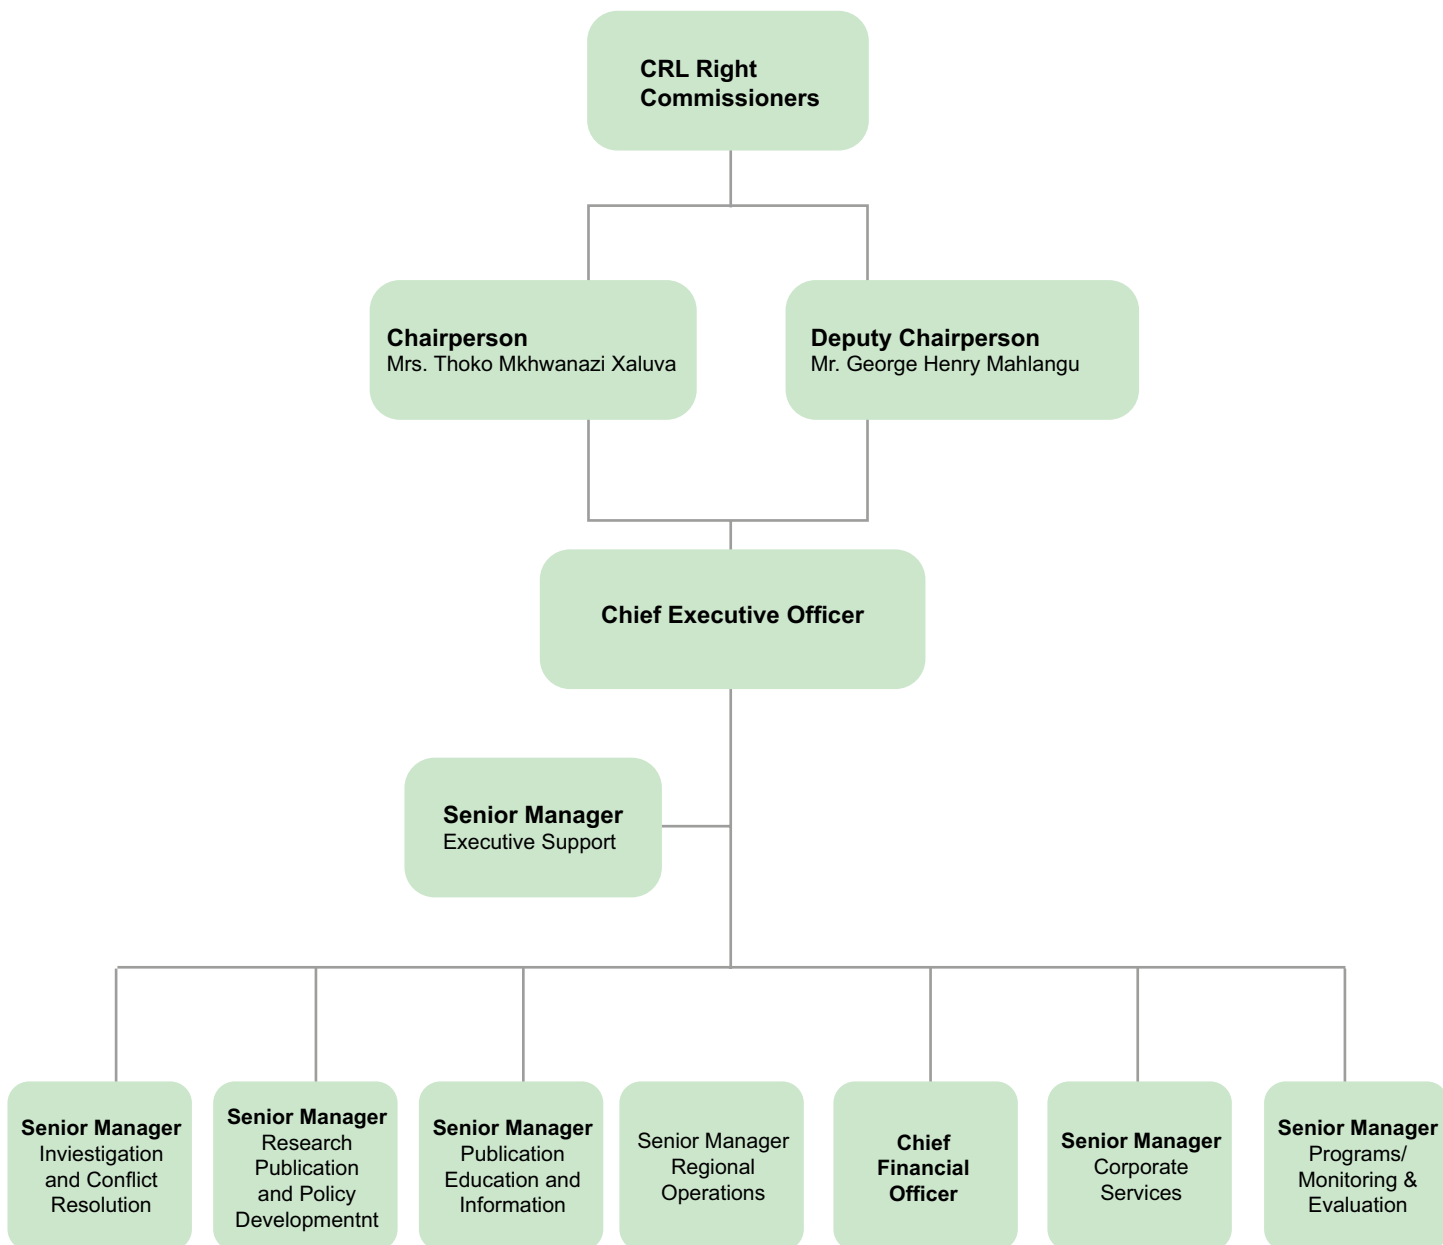 CRL Right
Commissioners
Chairperson
Mrs. Thoko Mkhwanazi Xaluva
Deputy Chairperson
Mr. George Henry Mahlangu
Chief Executive Officer
Senior Manager
Executive Support
Senior Manager
Inviestigation
and Conflict
Resolution
Senior Manager
Research
Publication
and Policy
Developmentnt
Senior Manager
Publication
Education and
Information
Senior Manager
Regional
Operations
Chief
Financial
Officer
Senior Manager
Corporate
Services
Senior Manager
Programs/
Monitoring &
Evaluation